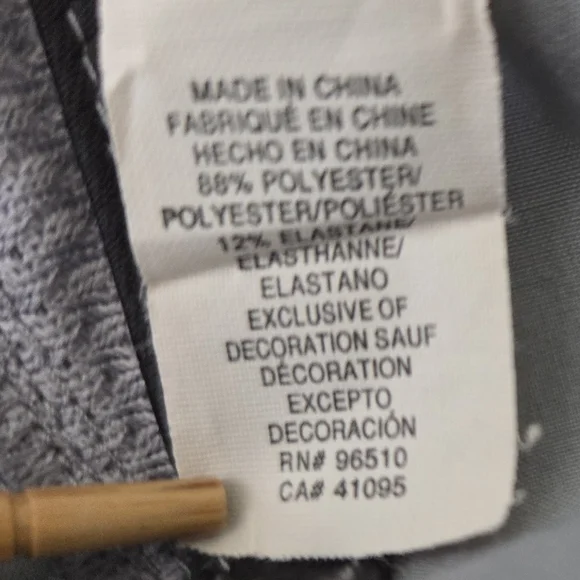 MADE IN CHINA
FABRIQUÉ EN CHINE
HECHO EN CHINA
88% POLYESTER/
POLYESTER/POLIÉSTER
12% ELASTANE/
ELASTHANNE/
ELASTANO
EXCLUSIVE OF
DECORATION SAUF
DÉCORATION
EXCEPTO
DECORACIÓN
RN# 96510
CA# 41095